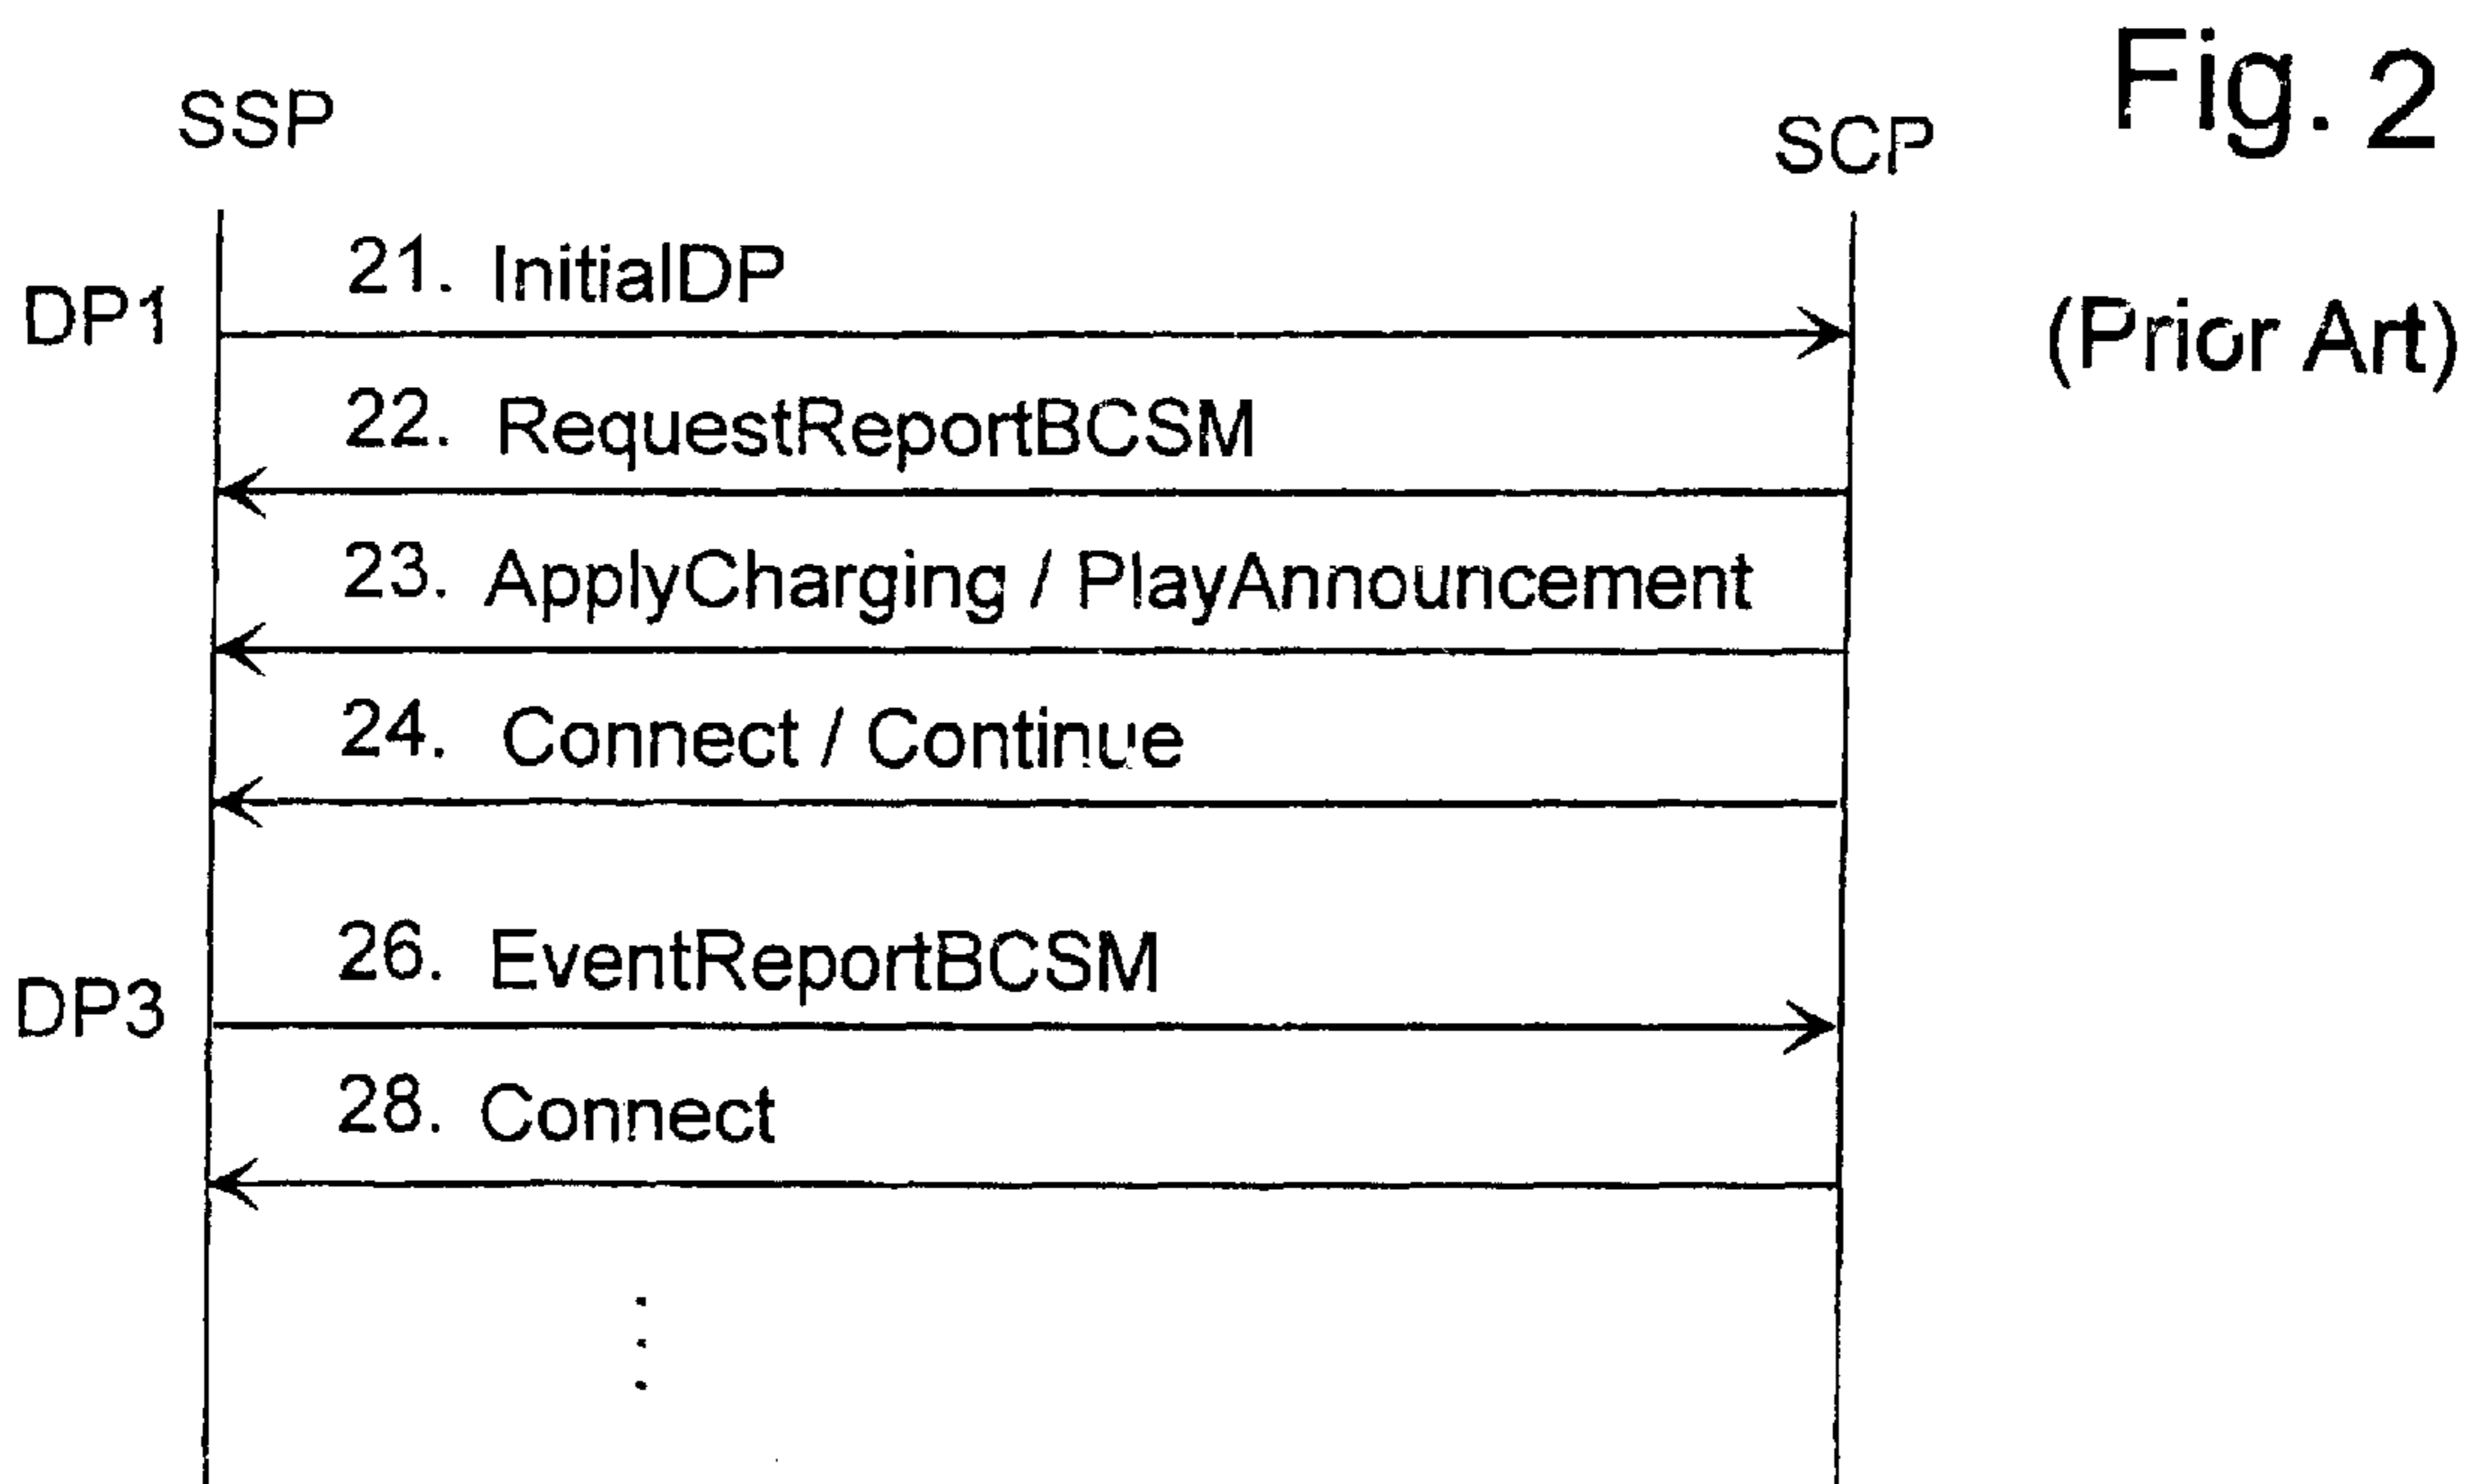 Fig. 2
SSP
SCP
21. InitialDP
DP1
(Prior Art)
22. RequestReportBCSM
23. ApplyCharging / PlayAnnouncement
24. Connect / Continue
26. EventReportBCSM
DP3
28. Connect